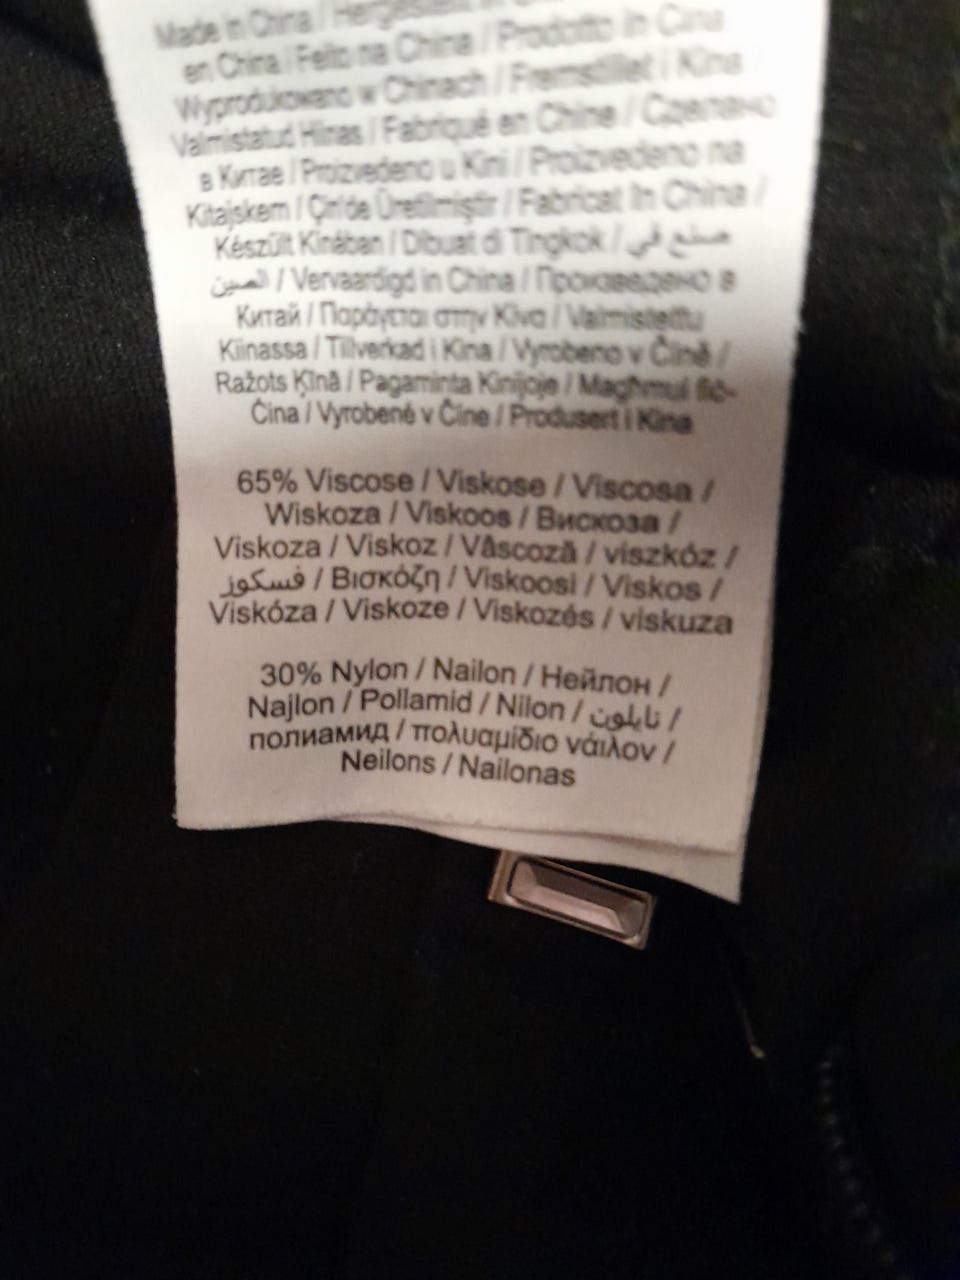 Made in China / Hergestellt in
en China / Feito na China / Prodotto in Cina
Wyprodukowano w Chinach / Fremstillet i Kina
Valmistatud Hiinas / Fabriqué en Chine / Сделано
в Китае / Proizvedeno u Kini / Proizvedeno na
Kitajskem / Çin'de Üretilmiştir / Fabricat în China /
Készült Kínában / Dibuat di Tingkok / صنع في
الصين / Vervaardigd in China / Произведено в
Китай / Παράγεται στην Κίνα / Valmistettu
Kiinassa / Tillverkad i Kina / Vyrobeno v Číně /
Ražots Ķīnā / Pagaminta Kinijoje / Magħmul fiċ-
Ċina / Vyrobené v Číne / Produsert i Kina
65% Viscose / Viskose / Viscosa /
Wiskoza / Viskoos / Вискоза /
Viskoza / Viskoz / Vâscoză / viszkóz /
فسكوز / Βισκόζη / Viskoosi / Viskos /
Viskóza / Viskoze / Viskozės / viskuza
30% Nylon / Nailon / Нейлон /
Najlon / Pollamid / Nilon / نايلون /
полиамид / πολυαμίδιο νάιλον /
Neilons / Nailonas